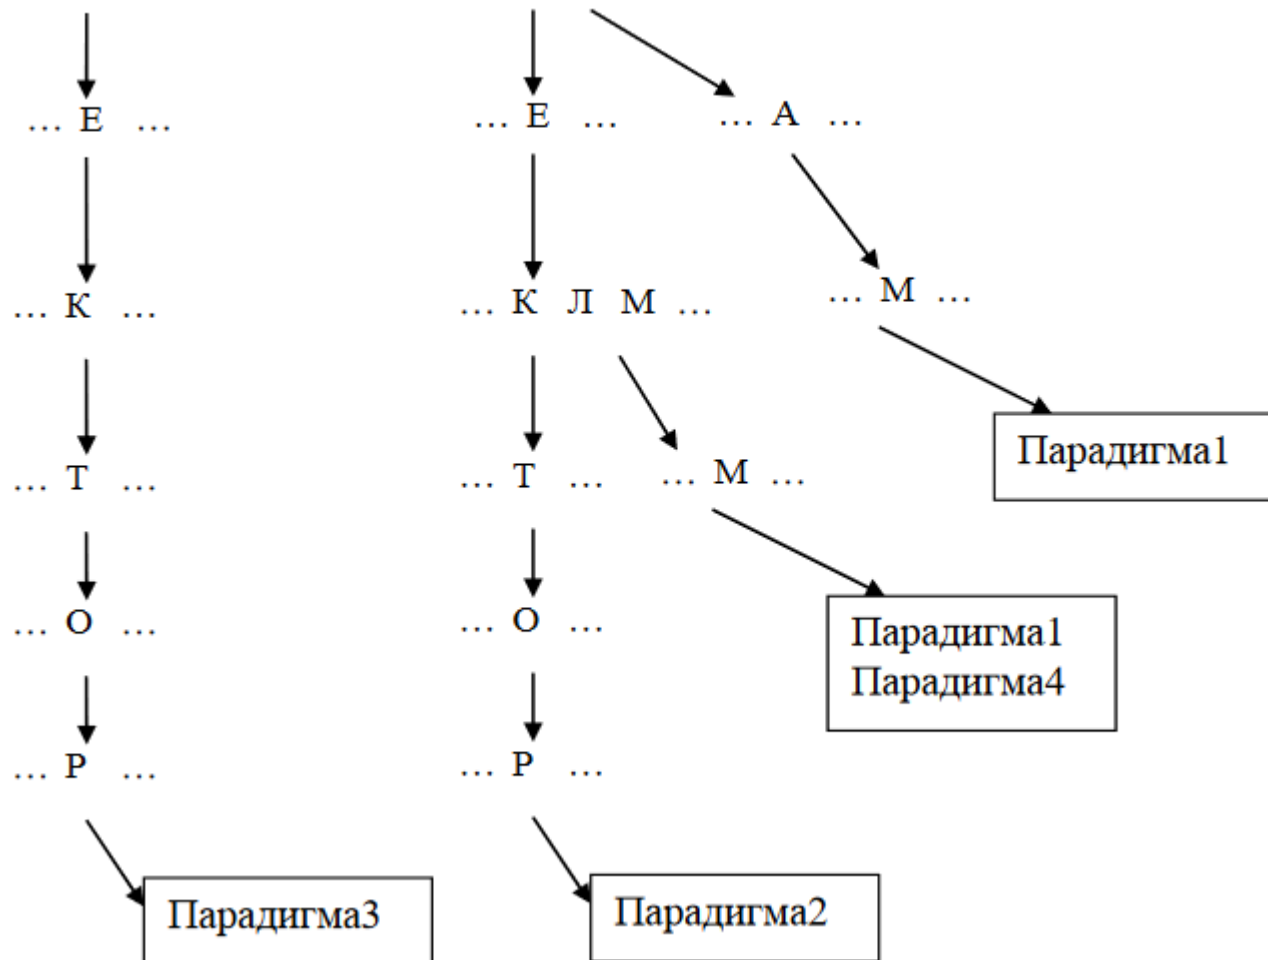 ... Е ... ... Е ... ... А ...
... К ... ... К Л М ... ... М ...
Парадигма1
... Т ... ... Т ... ... М ...
... О ... ... О ...
Парадигма1
Парадигма4
... Р ... ... Р ...
Парадигма3
Парадигма2